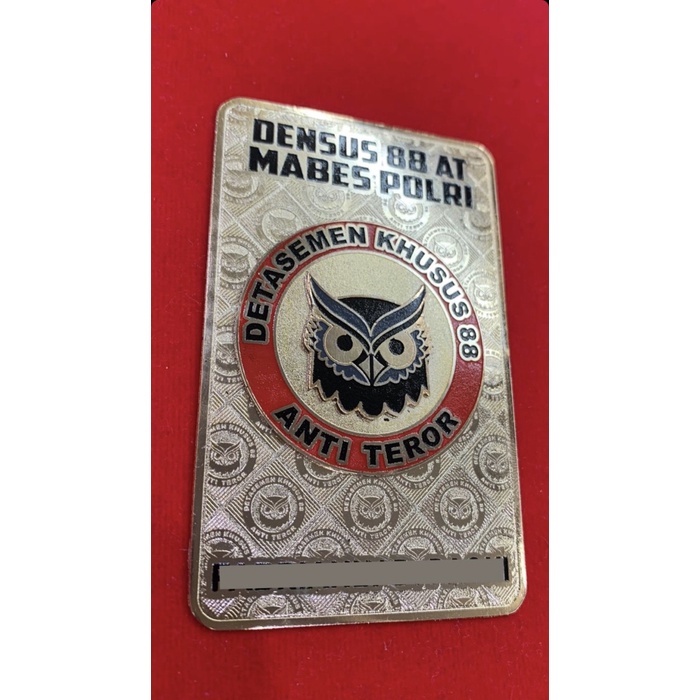 DENSUS 88 AT
MABES POLRI
DETASEMEN KHUSUS 88
ANTI TEROR